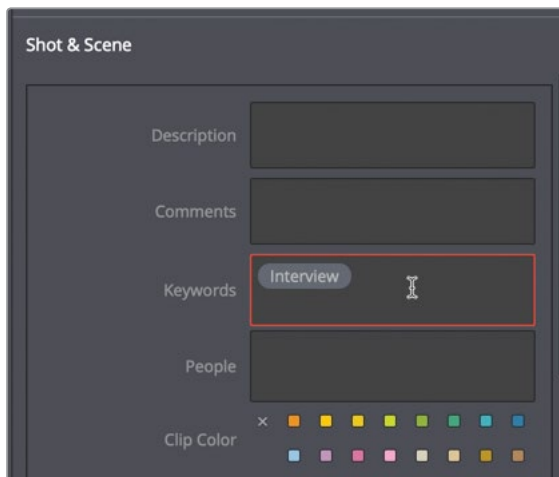 Shot & Scene
Description
Comments
Keywords
Interview
People
Clip Color